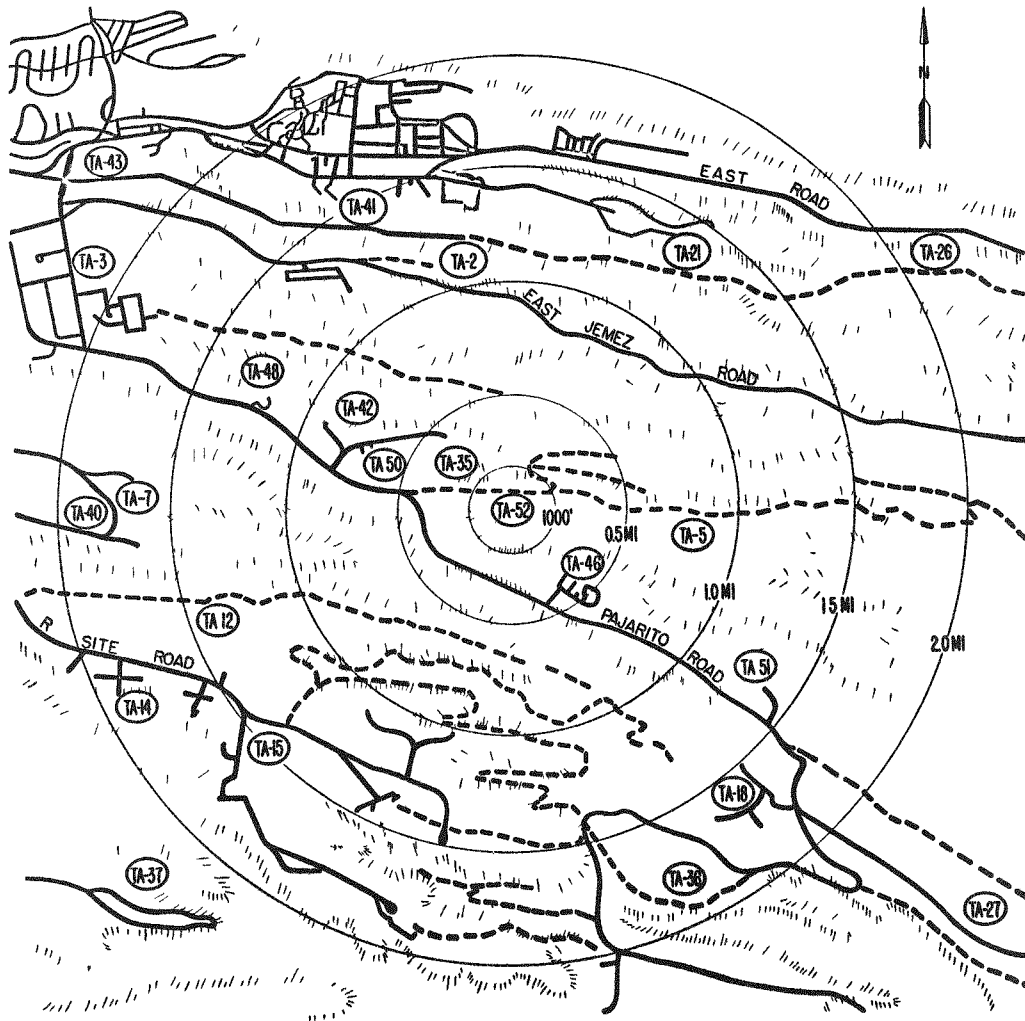 N
TA-43
EAST ROAD
TA-41
TA-3
TA-2
TA-21
TA-26
EAST JEMEZ ROAD
TA-48
TA-42
TA 50
TA-35
TA-7
TA-40
TA-52
1000'
0.5 MI
TA-5
TA-46
1.0 MI
1.5 MI
2.0 MI
TA 12
R SITE ROAD
PAJARITO ROAD
TA 51
TA-14
TA-15
TA-18
TA-37
TA-36
TA-27